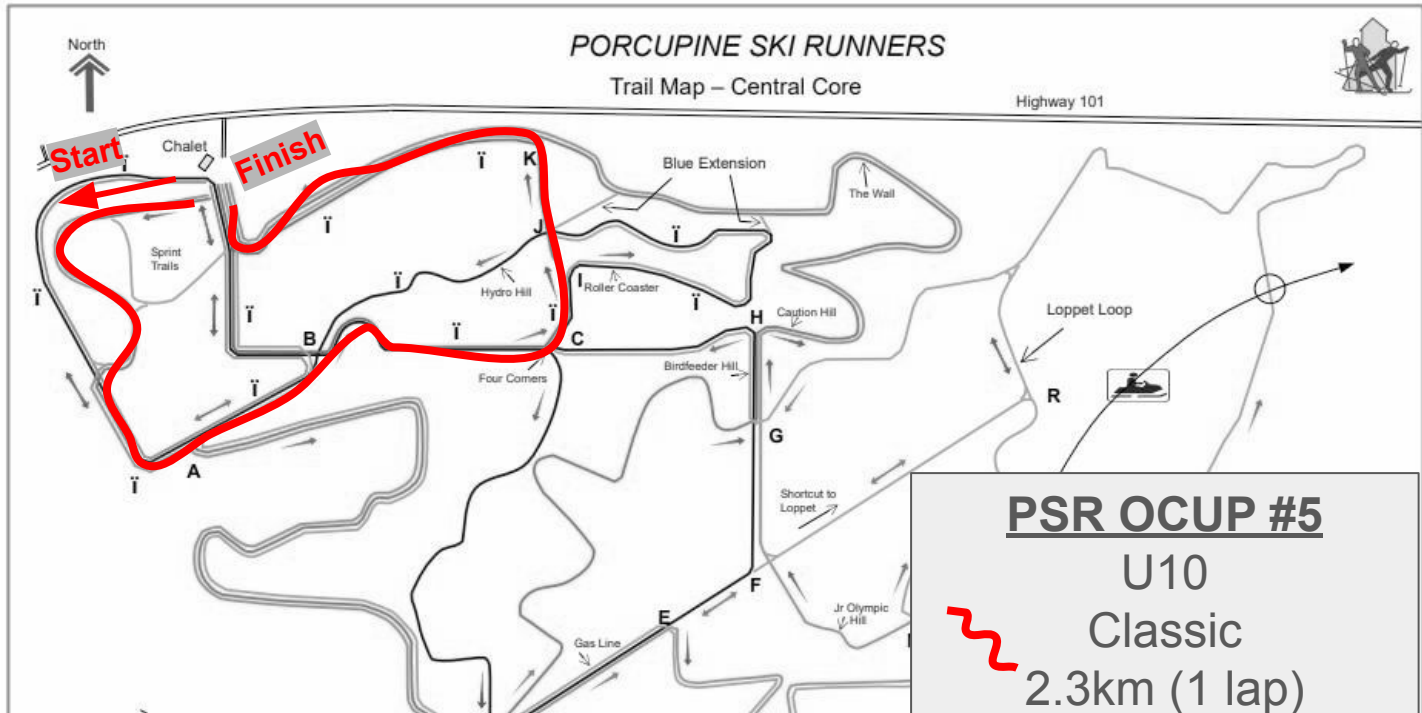 North
PORCUPINE SKI RUNNERS
Trail Map – Central Core
Highway 101
Start
Chalet
Finish
ï
ï
K
Blue Extension
The Wall
ï
J
ï
Sprint
Trails
ï
Hydro Hill
I
Roller Coaster
ï
ï
ï
ï
Loppet Loop
B
ï
C
H
Caution Hill
Four Corners
Birdfeeder Hill
ï
R
A
G
ï
Shortcut to
Loppet
F
E
Jr Olympic
Hill
Gas Line
PSR OCUP #5
U10
Classic
2.3km (1 lap)